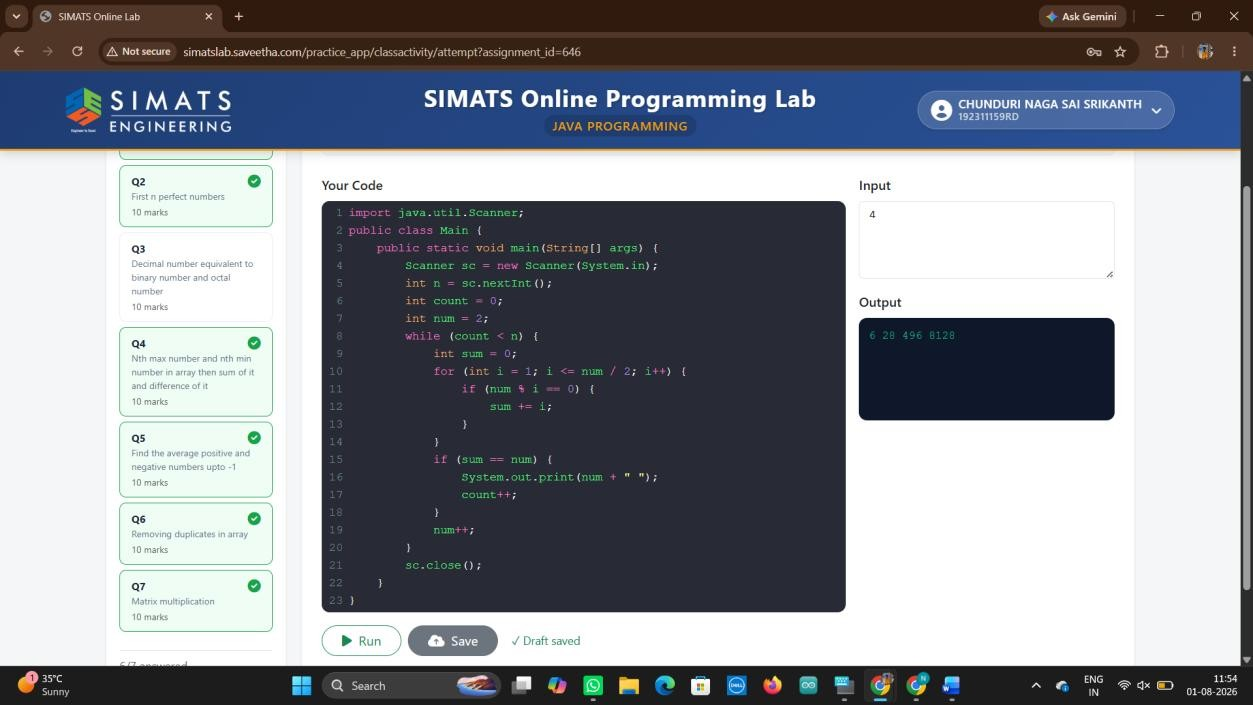 SIMATS Online Lab
Ask Gemini
Not secure
simatslab.saveetha.com/practice_app/classactivity/attempt?assignment_id=646
SIMATS
ENGINEERING
Engineer to Excel
SIMATS Online Programming Lab
JAVA PROGRAMMING
CHUNDURI NAGA SAI SRIKANTH
192311159RD
Q2
First n perfect numbers
10 marks
Q3
Decimal number equivalent to
binary number and octal
number
10 marks
Q4
Nth max number and nth min
number in array then sum of it
and difference of it
10 marks
Q5
Find the average positive and
negative numbers upto -1
10 marks
Q6
Removing duplicates in array
10 marks
Q7
Matrix multiplication
10 marks
6/7 answered
Your Code
1 import java.util.Scanner;
2 public class Main {
3     public static void main(String[] args) {
4         Scanner sc = new Scanner(System.in);
5         int n = sc.nextInt();
6         int count = 0;
7         int num = 2;
8         while (count < n) {
9             int sum = 0;
10             for (int i = 1; i <= num / 2; i++) {
11                 if (num % i == 0) {
12                     sum += i;
13                 }
14             }
15             if (sum == num) {
16                 System.out.print(num + " ");
17                 count++;
18             }
19             num++;
20         }
21         sc.close();
22     }
23 }
Run
Save
✓ Draft saved
Input
4
Output
6 28 496 8128
1
35°C
Sunny
Search
DELL
N
W
ENG
IN
11:54
01-08-2026